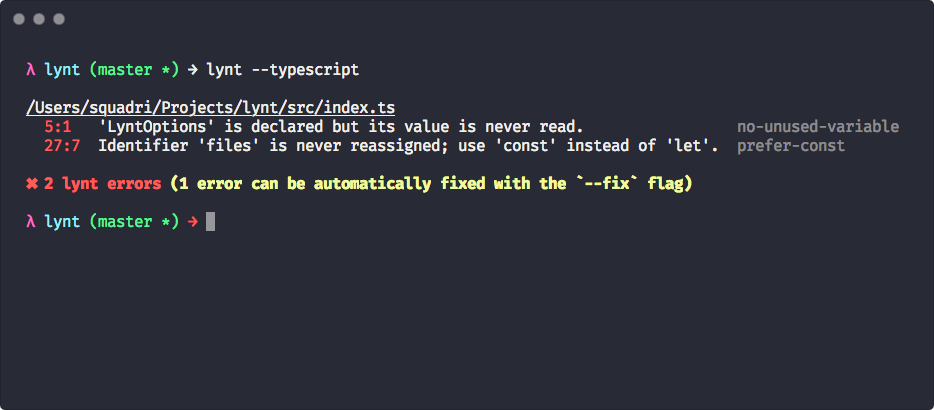 λ lynt (master *) → lynt --typescript
/Users/squadri/Projects/lynt/src/index.ts
5:1 'LyntOptions' is declared but its value is never read. no-unused-variable
27:7 Identifier 'files' is never reassigned; use 'const' instead of 'let'. prefer-const
✖ 2 lynt errors (1 error can be automatically fixed with the `--fix` flag)
λ lynt (master *) →